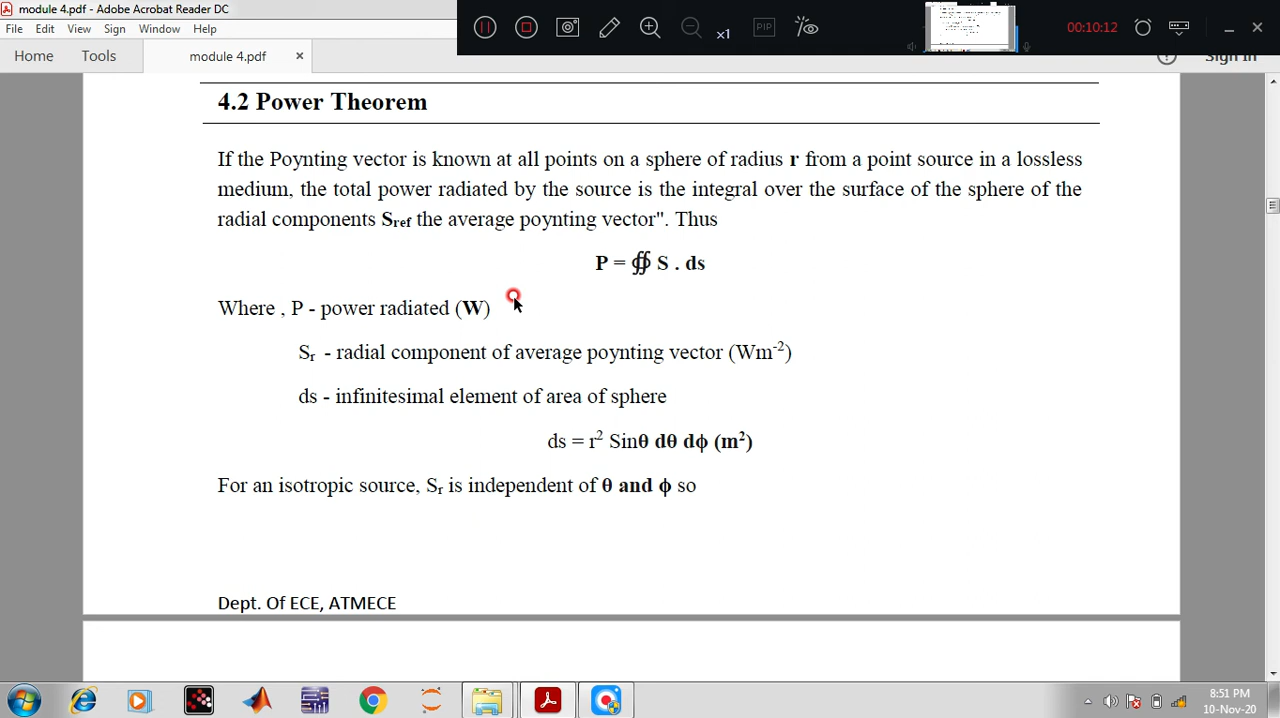 module 4.pdf - Adobe Acrobat Reader DC
File Edit View Sign Window Help
x1
PIP
00:10:12
Home Tools module 4.pdf × Sign In
4.2 Power Theorem
If the Poynting vector is known at all points on a sphere of radius r from a point source in a lossless
medium, the total power radiated by the source is the integral over the surface of the sphere of the
radial components Sref the average poynting vector". Thus
P = ∯ S . ds
Where , P - power radiated (W)
Sr - radial component of average poynting vector (Wm-2)
ds - infinitesimal element of area of sphere
ds = r² Sinθ dθ dϕ (m²)
For an isotropic source, Sr is independent of θ and ϕ so
Dept. Of ECE, ATMECE
8:51 PM
10-Nov-20